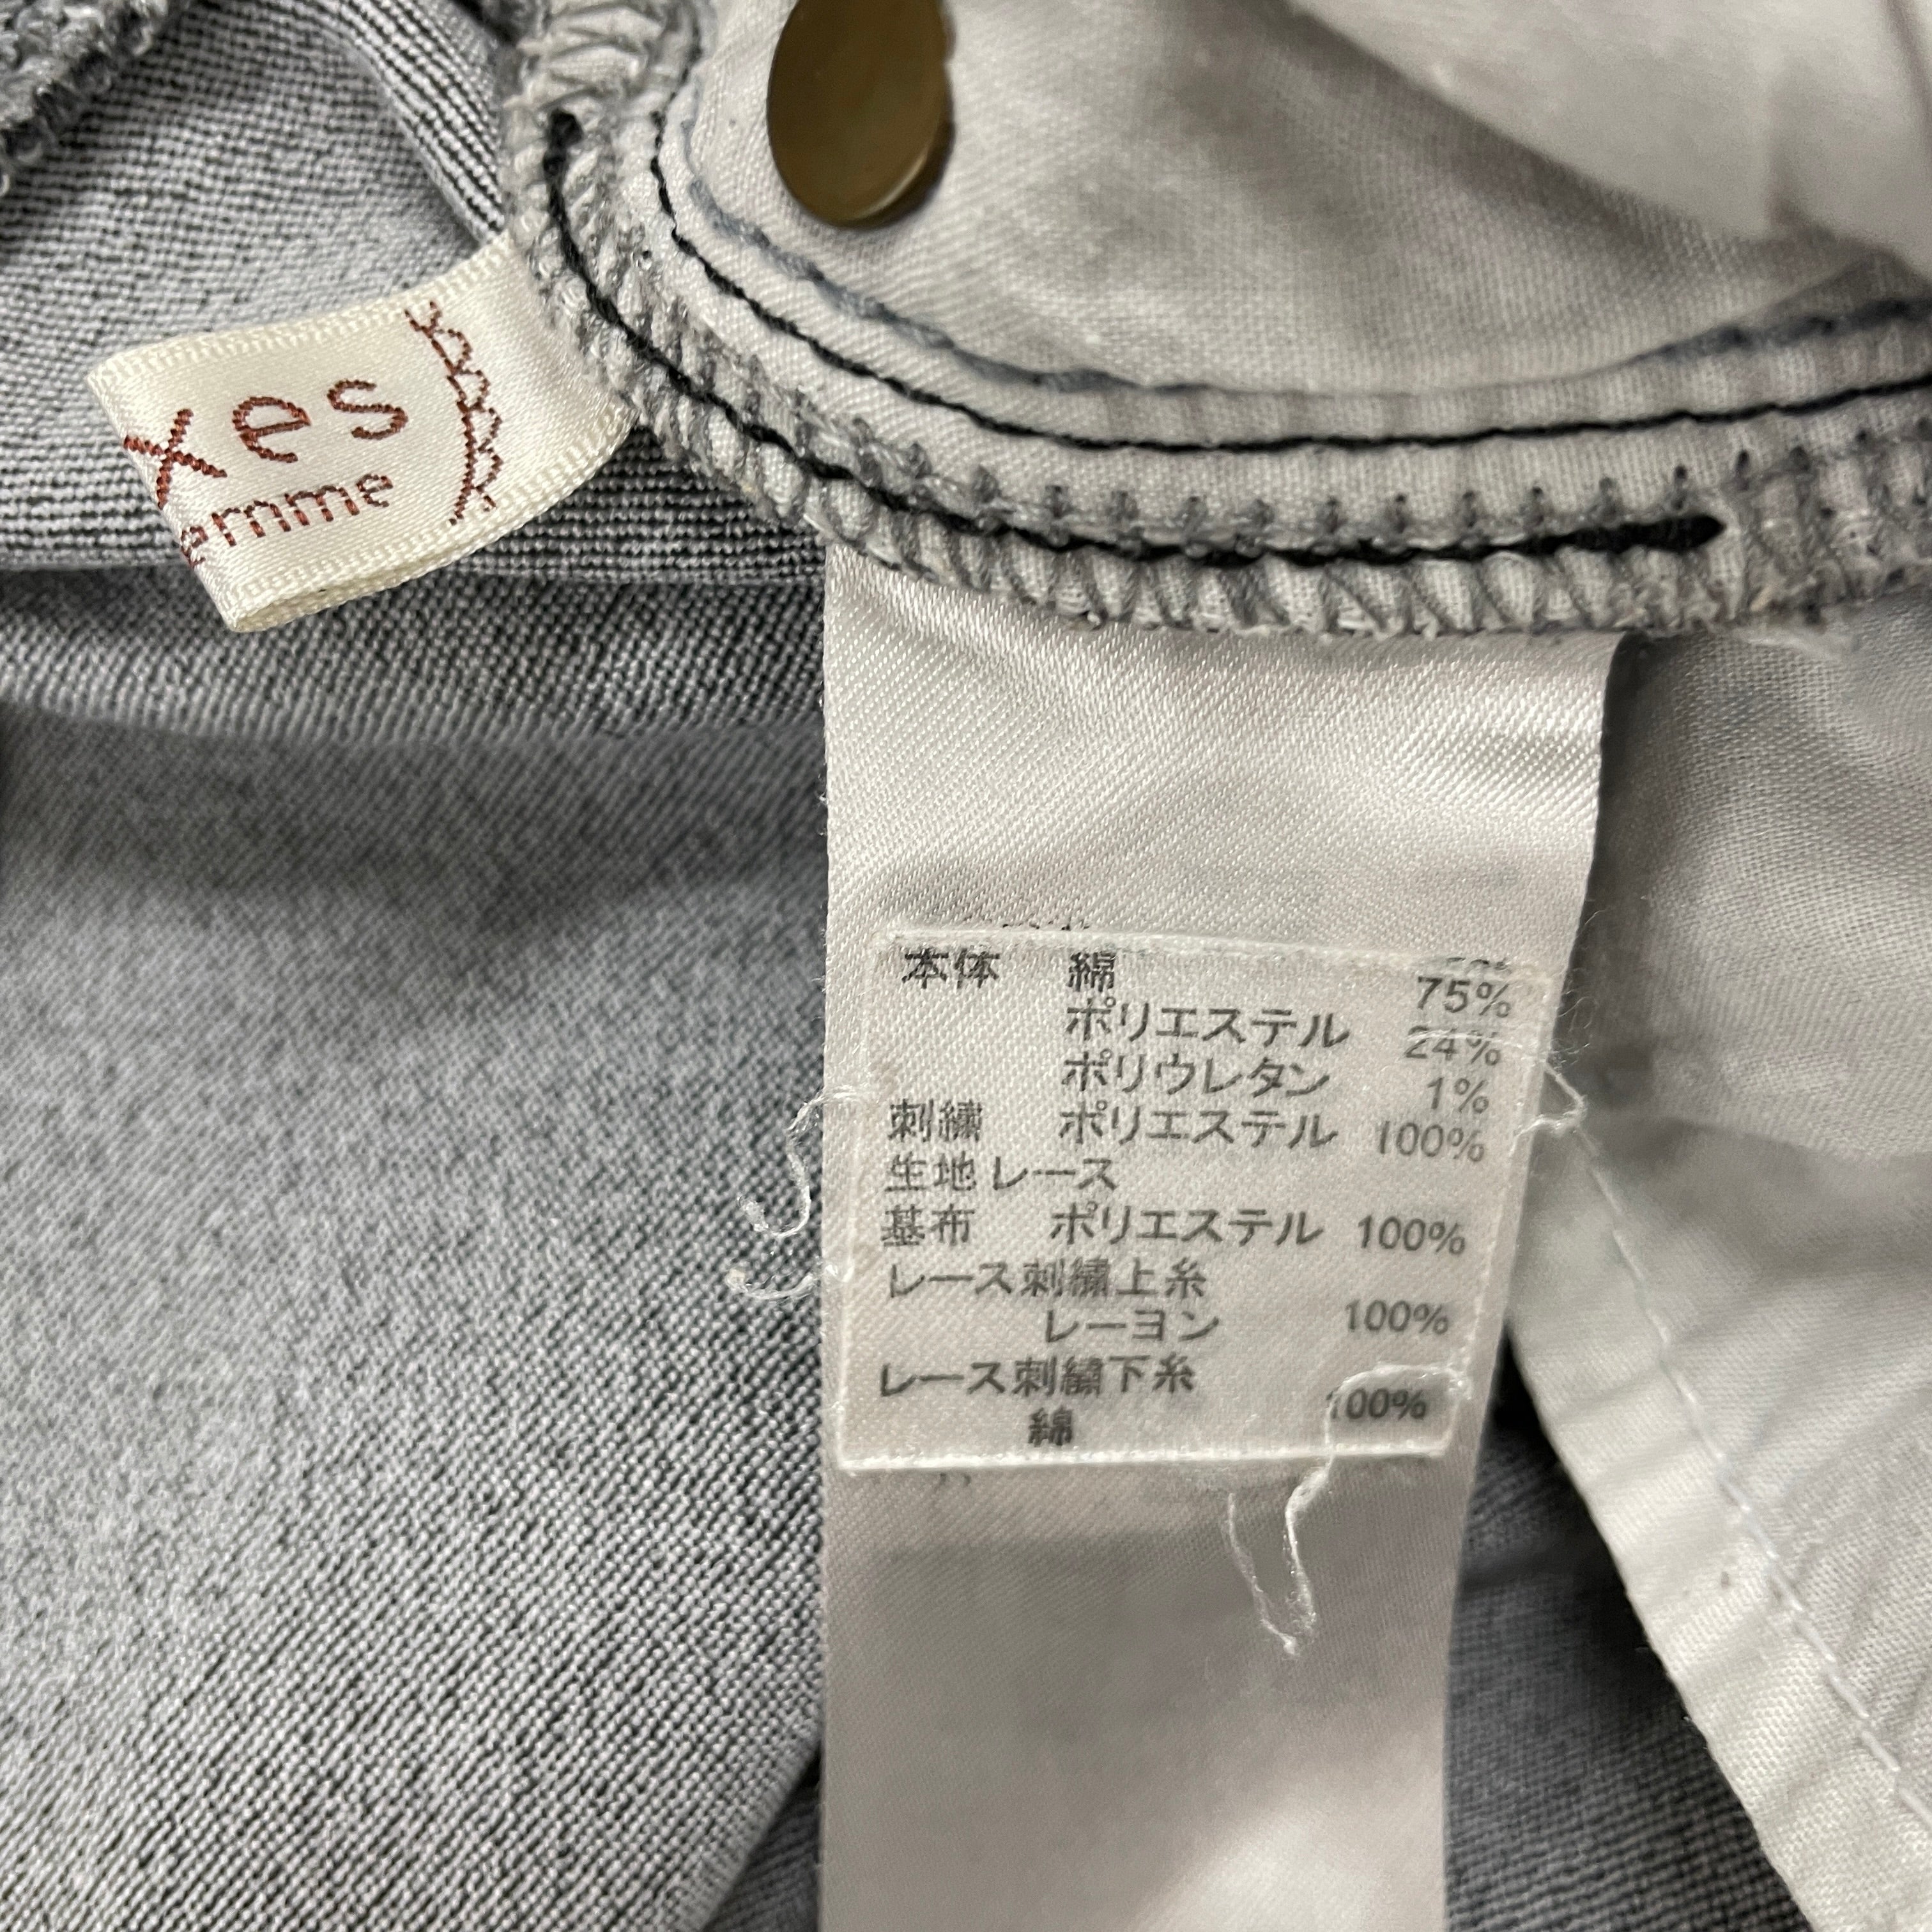 xes
emme
本体 綿 75%
ポリエステル 24%
ポリウレタン 1%
刺繍 ポリエステル 100%
生地 レース
基布 ポリエステル 100%
レース刺繍上糸
レーヨン 100%
レース刺繍下糸
綿 100%